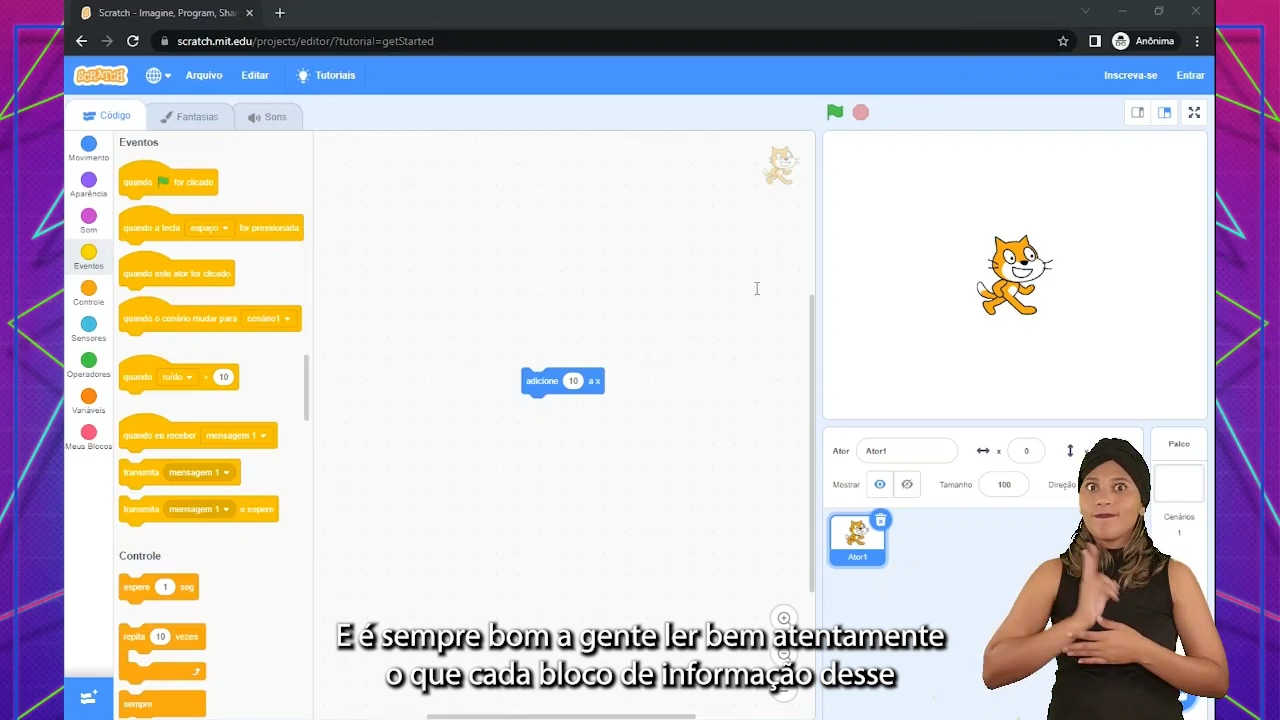 Scratch - Imagine, Program, Sha
scratch.mit.edu/projects/editor/?tutorial=getStarted
Anônima
SCRATCH
Arquivo
Editar
Tutoriais
Inscreva-se
Entrar
Código
Fantasias
Sons
Movimento
Aparência
Som
Eventos
Controle
Sensores
Operadores
Variáveis
Meus Blocos
Eventos
quando for clicado
quando a tecla espaço for pressionada
quando este ator for clicado
quando o cenário mudar para cenário1
quando ruído > 10
quando eu receber mensagem 1
transmita mensagem 1
transmita mensagem 1 e espere
Controle
espere 1 seg
repita 10 vezes
sempre
adicione 10 a x
Ator Ator1 x 0
Mostrar Tamanho 100 Direção
Ator1
Palco
Cenários
1
E é sempre bom a gente ler bem atentamente
o que cada bloco de informação desse